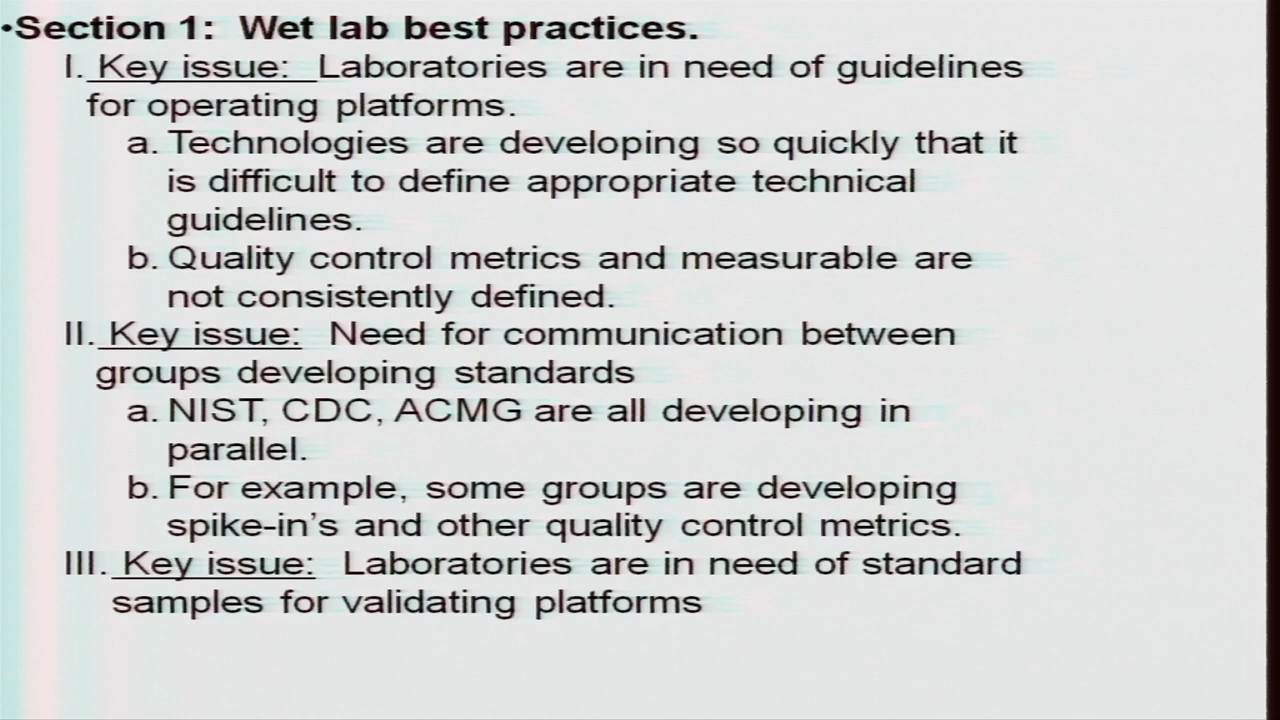 •Section 1: Wet lab best practices.
I. Key issue: Laboratories are in need of guidelines
for operating platforms.
a. Technologies are developing so quickly that it
is difficult to define appropriate technical
guidelines.
b. Quality control metrics and measurable are
not consistently defined.
II. Key issue: Need for communication between
groups developing standards
a. NIST, CDC, ACMG are all developing in
parallel.
b. For example, some groups are developing
spike-in’s and other quality control metrics.
III. Key issue: Laboratories are in need of standard
samples for validating platforms